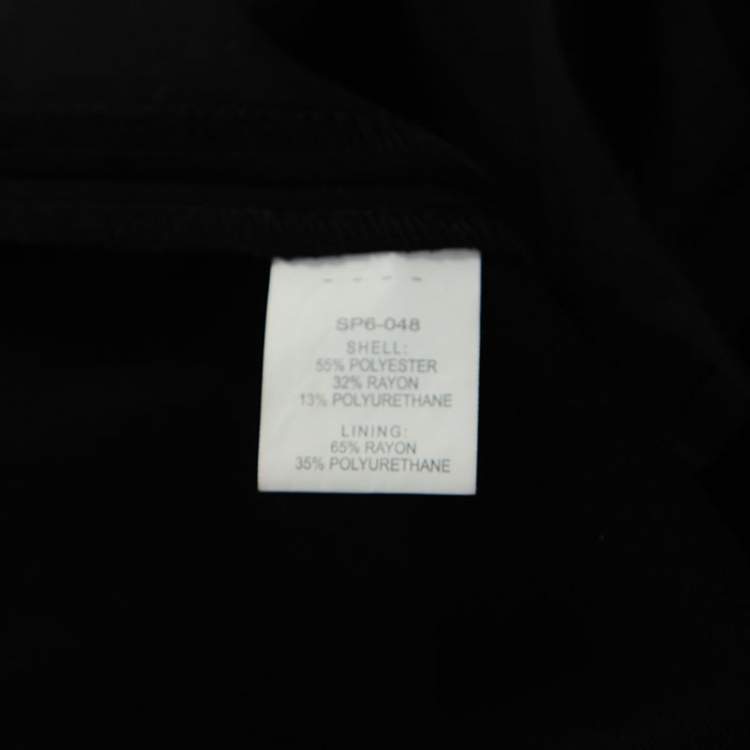 SP6-048
SHELL:
55% POLYESTER
32% RAYON
13% POLYURETHANE
LINING:
65% RAYON
35% POLYURETHANE